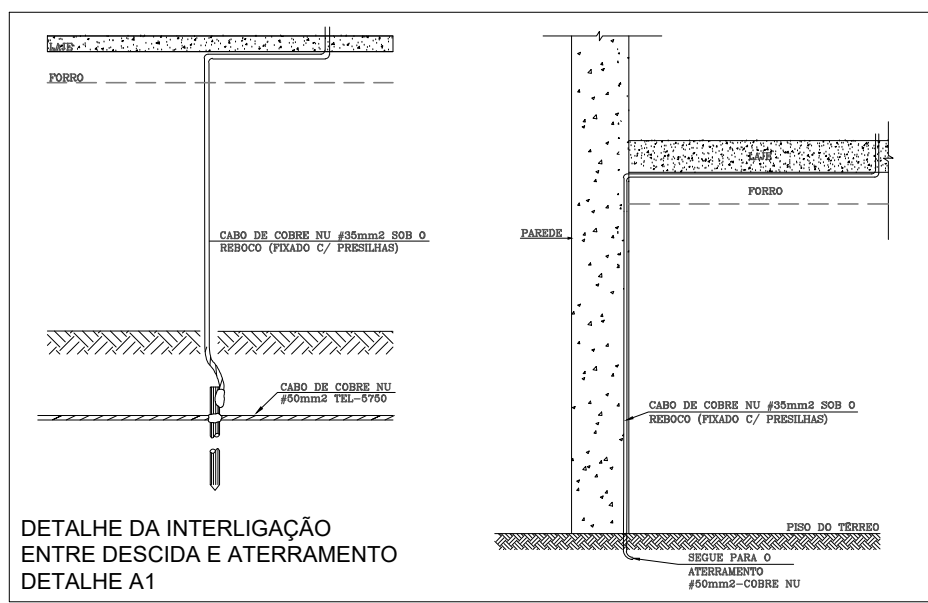 LAJE
FORRO
CABO DE COBRE NU #35mm2 SOB O
REBOCO (FIXADO C/ PRESILHAS)
CABO DE COBRE NU
#50mm2 TEL-5750
DETALHE DA INTERLIGAÇÃO
ENTRE DESCIDA E ATERRAMENTO
DETALHE A1
LAJE
FORRO
PAREDE
CABO DE COBRE NU #35mm2 SOB O
REBOCO (FIXADO C/ PRESILHAS)
PISO DO TÉRREO
SEGUE PARA O
ATERRAMENTO
#50mm2-COBRE NU